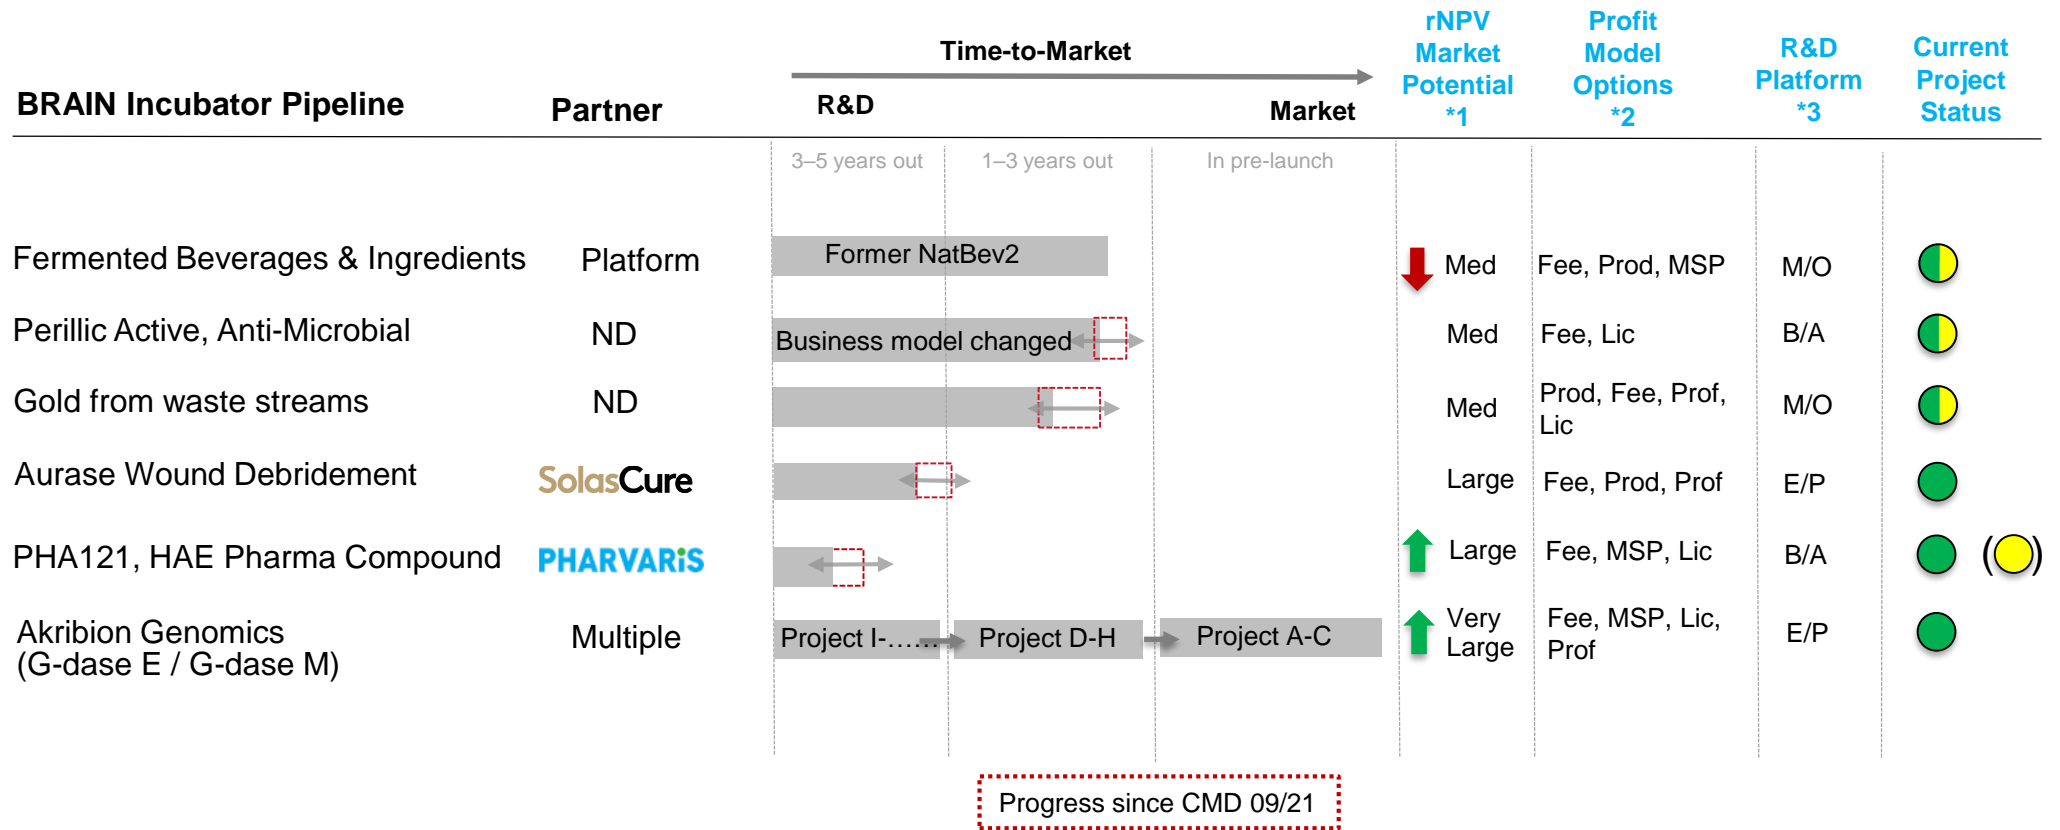 BRAIN Incubator Pipeline
Partner
Time-to-Market
R&D
Market
rNPV
Market
Potential
*1
Profit
Model
Options
*2
R&D
Platform
*3
Current
Project
Status
3–5 years out
1–3 years out
In pre-launch
Fermented Beverages & Ingredients
Platform
Former NatBev2
Med
Fee, Prod, MSP
M/O
Perillic Active, Anti-Microbial
ND
Business model changed
Med
Fee, Lic
B/A
Gold from waste streams
ND
Med
Prod, Fee, Prof,
Lic
M/O
Aurase Wound Debridement
SolasCure
Large
Fee, Prod, Prof
E/P
PHA121, HAE Pharma Compound
PHARVARiS
Large
Fee, MSP, Lic
B/A
( )
Akribion Genomics
(G-dase E / G-dase M)
Multiple
Project I-……
Project D-H
Project A-C
Very
Large
Fee, MSP, Lic,
Prof
E/P
Progress since CMD 09/21